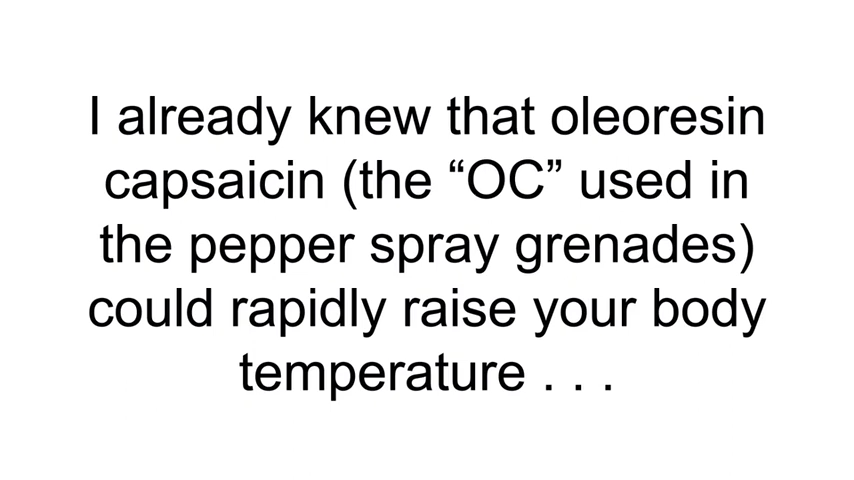 I already knew that oleoresin
capsaicin (the “OC” used in
the pepper spray grenades)
could rapidly raise your body
temperature . . .